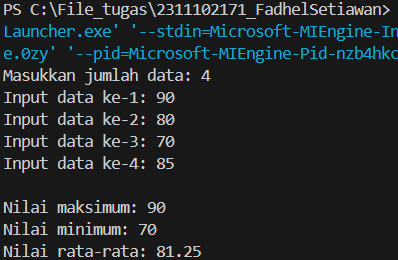 PS C:\File_tugas\2311102171_FadhelSetiawan>
Launcher.exe' '--stdin=Microsoft-MIEngine-In
e.0zy' '--pid=Microsoft-MIEngine-Pid-nzb4hkc
Masukkan jumlah data: 4
Input data ke-1: 90
Input data ke-2: 80
Input data ke-3: 70
Input data ke-4: 85
Nilai maksimum: 90
Nilai minimum: 70
Nilai rata-rata: 81.25